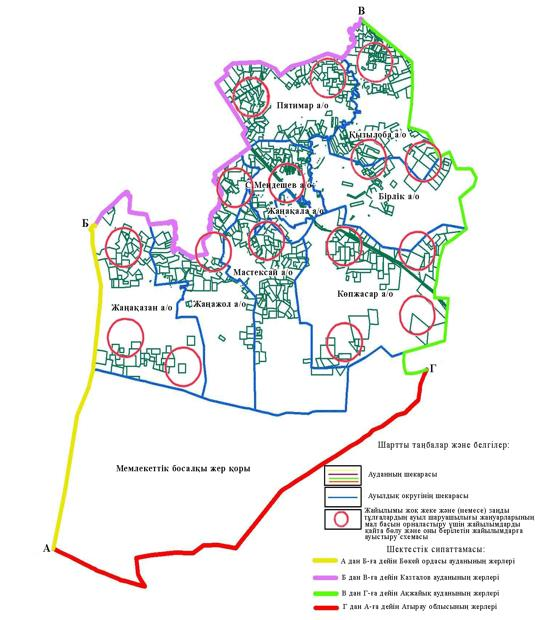 В
Пятимар а/о
Қызылоба а/о
С.Меңдешев а/о
Бірлік а/о
Жаңақала а/о
Б
Мастексай а/о
Көпжасар а/о
Жаңақазан а/о
Жаңажол а/о
Г
Мемлекеттік босалқы жер қоры
А
Шартты таңбалар және белгілер:
Ауданның шекарасы
Ауылдық округінің шекарасы
Жайылымы жоқ жеке және (немесе) заңды
тұлғалардың ауыл шаруашылығы жануарларының
мал басын орналастыру үшін жайылымдарды
қайта бөлу және оны берілетін жайылымдарға
ауыстыру схемасы
Шектестік сипаттамасы:
А дан Б-ға дейін Бөкей ордасы ауданының жерлері
Б дан В-ға дейін Казталов ауданының жерлері
В дан Г-ға дейін Ақжайық ауданының жерлері
Г дан А-ға дейін Атырау облысының жерлері